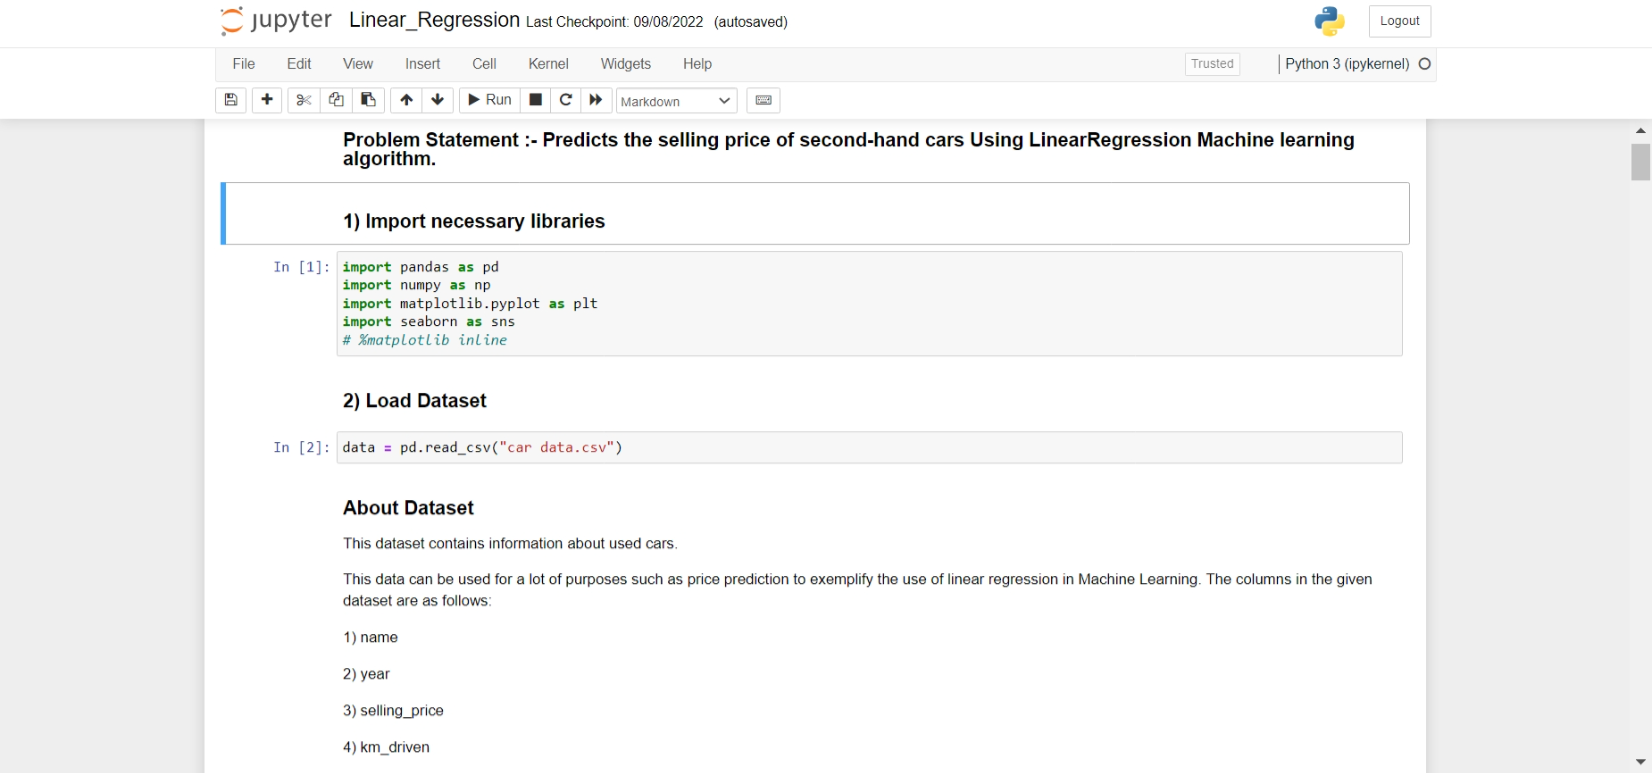 jupyter Linear_Regression Last Checkpoint: 09/08/2022 (autosaved) Logout
File Edit View Insert Cell Kernel Widgets Help Trusted Python 3 (ipykernel)
Run Markdown
Problem Statement :- Predicts the selling price of second-hand cars Using LinearRegression Machine learning
algorithm.
1) Import necessary libraries
In [1]: import pandas as pd
import numpy as np
import matplotlib.pyplot as plt
import seaborn as sns
# %matplotlib inline
2) Load Dataset
In [2]: data = pd.read_csv("car data.csv")
About Dataset
This dataset contains information about used cars.
This data can be used for a lot of purposes such as price prediction to exemplify the use of linear regression in Machine Learning. The columns in the given
dataset are as follows:
1) name
2) year
3) selling_price
4) km_driven